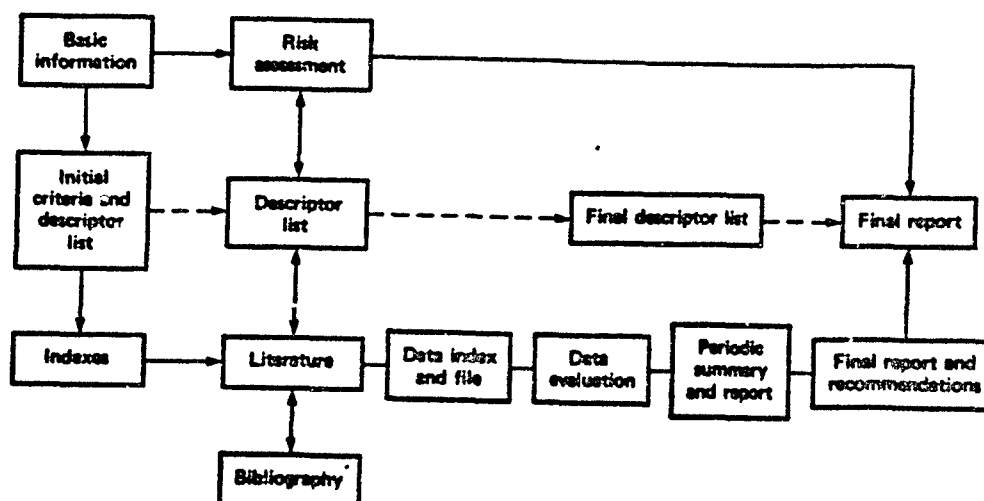 Basic
information
Risk
assessment
Initial
criteria and
descriptor
list
Descriptor
list
Final descriptor list
Final report
Indexes
Literature
Data index
and file
Data
evaluation
Periodic
summary
and report
Final report and
recommendations
Bibliography